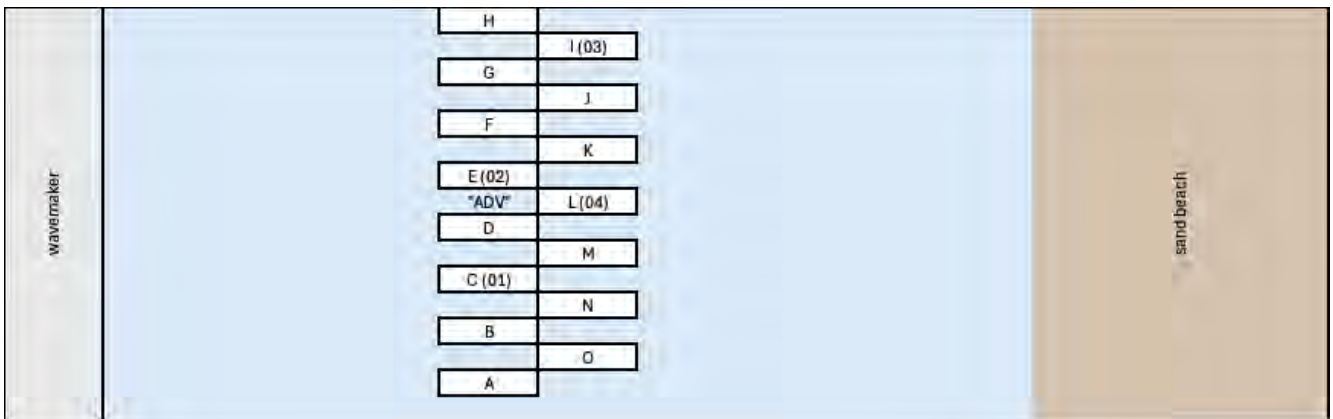 wavemaker
H
I (03)
G
J
F
K
E (02)
"ADV"
L (04)
D
M
C (01)
N
B
O
A
sand beach